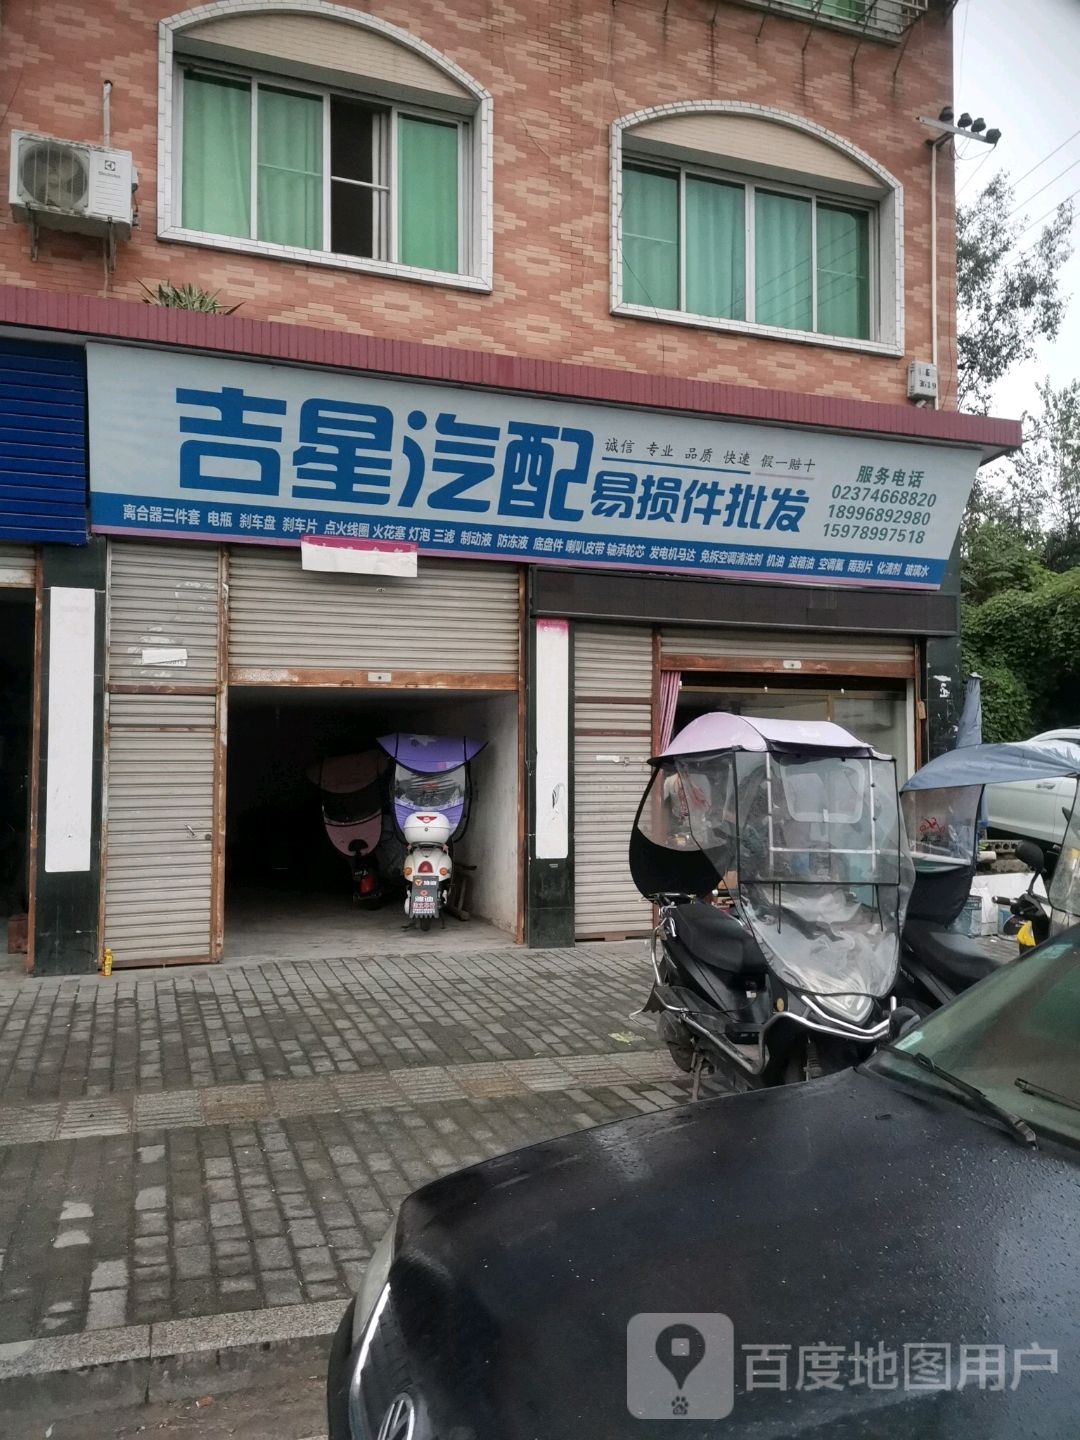 吉星汽配
诚信 专业 品质 快速 假一赔十
易损件批发
服务电话
02374668820
18996892980
15978997518
离合器三件套 电瓶 刹车盘 刹车片 点火线圈 火花塞 灯泡 三滤 制动液 防冻液 底盘件 喇叭皮带 轴承轮芯 发电机马达 免拆空调清洗剂 机油 波箱油 空调氟 雨刮片 化清剂 玻璃水
百度地图用户